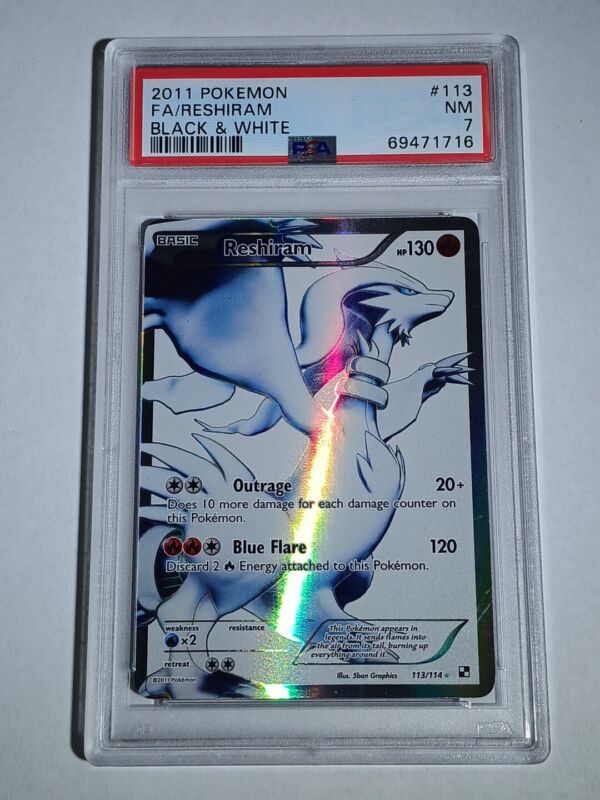 2011 POKEMON #113
FA/RESHIRAM NM
BLACK & WHITE 7
PSA 69471716
BASIC Reshiram HP130
Outrage 20+
Does 10 more damage for each damage counter on
this Pokémon.
Blue Flare 120
Discard 2 Energy attached to this Pokémon.
weakness resistance
×2
retreat
This Pokémon appears in
legends. It sends flames into
the air from its tail, burning up
everything around it.
©2011 Pokémon Illus. 5ban Graphics 113/114
PSA